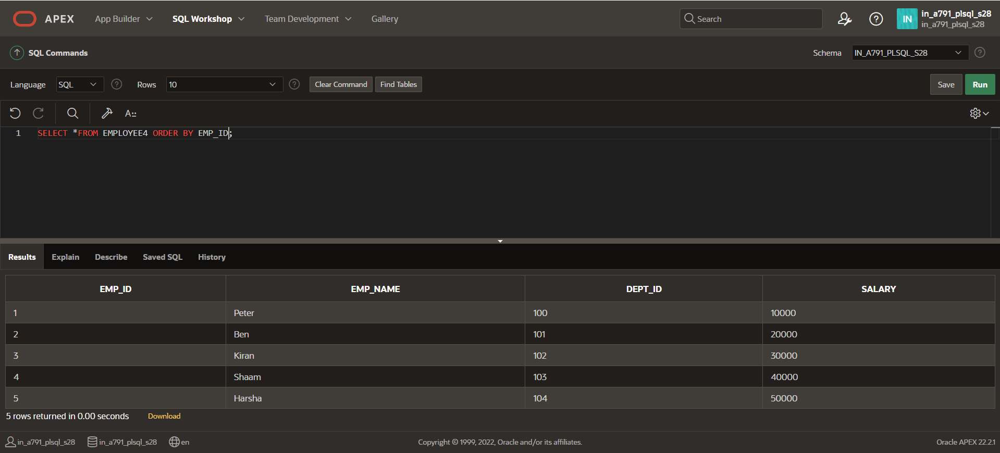 APEX App Builder SQL Workshop Team Development Gallery Search IN in_a791_plsql_s28
in_a791_plsql_s28
SQL Commands Schema IN_A791_PLSQL_S28 ?
Language SQL ? Rows 10 ? Clear Command Find Tables Save Run
A::
1 SELECT *FROM EMPLOYEE4 ORDER BY EMP_ID;
Results Explain Describe Saved SQL History
EMP_ID EMP_NAME DEPT_ID SALARY
1 Peter 100 10000
2 Ben 101 20000
3 Kiran 102 30000
4 Shaam 103 40000
5 Harsha 104 50000
5 rows returned in 0.00 seconds Download
in_a791_plsql_s28 in_a791_plsql_s28 en Copyright © 1999, 2022, Oracle and/or its affiliates. Oracle APEX 22.2.1